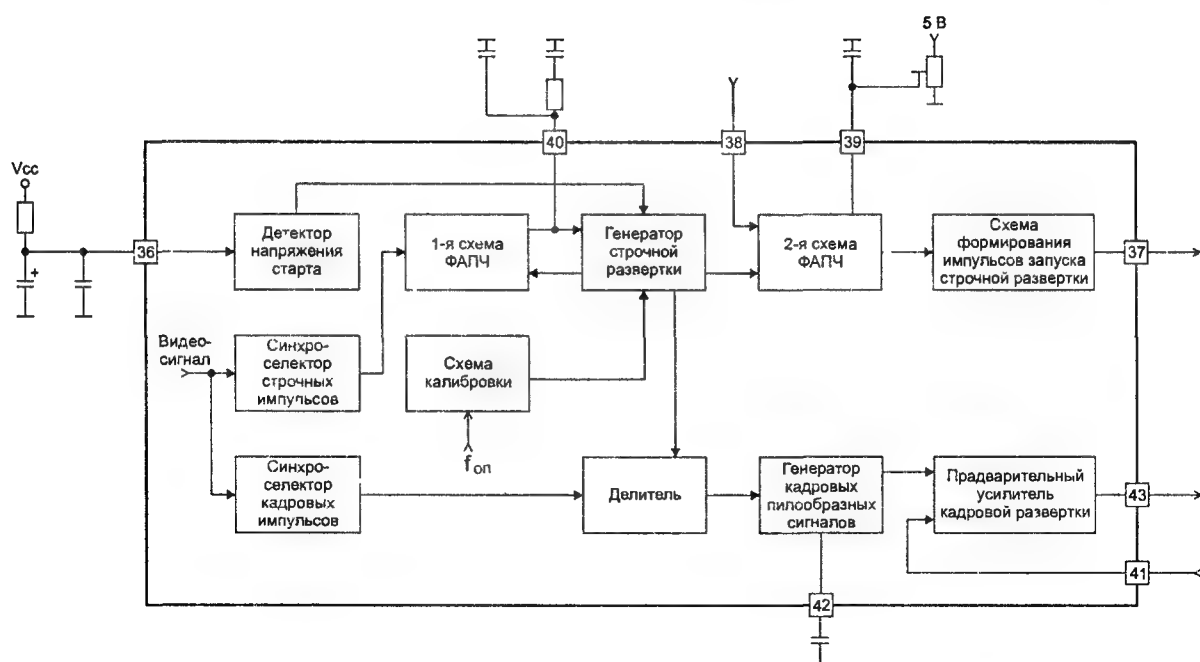 5 В
40
38
39
Vcc
36
Детектор
напряжения
старта
1-я схема
ФАПЧ
Генератор
строчной
развертки
2-я схема
ФАПЧ
Схема
формирования
импульсов запуска
строчной развертки
37
Видео-
сигнал
Синхро-
селектор
строчных
импульсов
Схема
калибровки
fоп
Синхро-
селектор
кадровых
импульсов
Делитель
Генератор
кадровых
пилообразных
сигналов
Прадварительный
усилитель
кадровой развертки
43
41
42